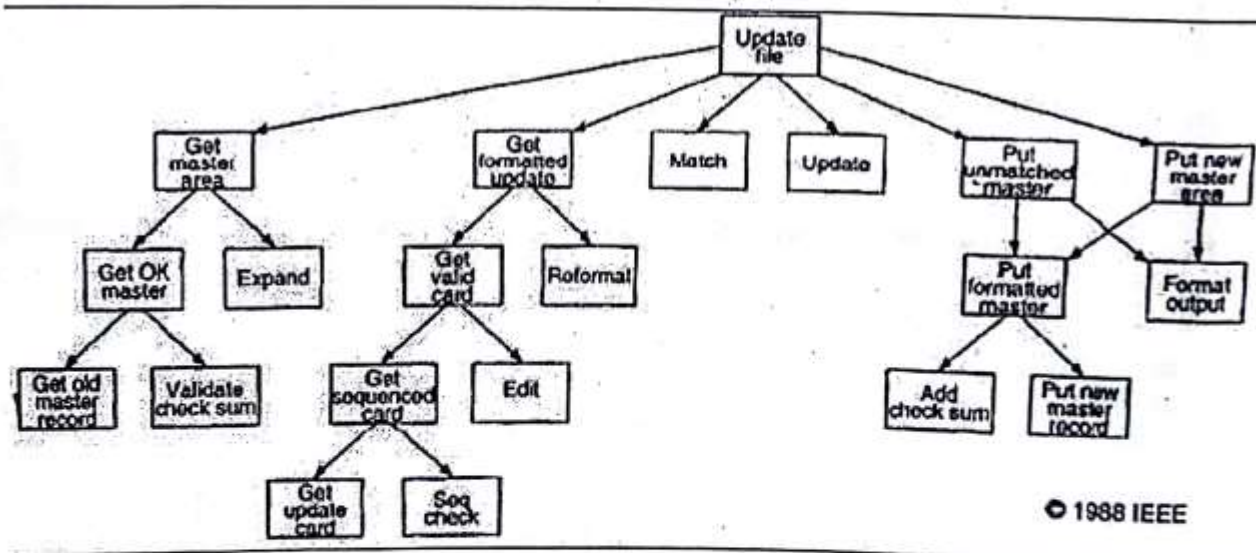 Update
file
Get
master
area
Get
formatted
update
Match
Update
Put
unmatched
master
Put new
master
area
Get OK
master
Expand
Get
valid
card
Reformat
Put
formatted
master
Format
output
Get old
master
record
Validate
check sum
Get
sequenced
card
Edit
Add
check sum
Put new
master
record
Get
update
card
Seq
check
© 1988 IEEE